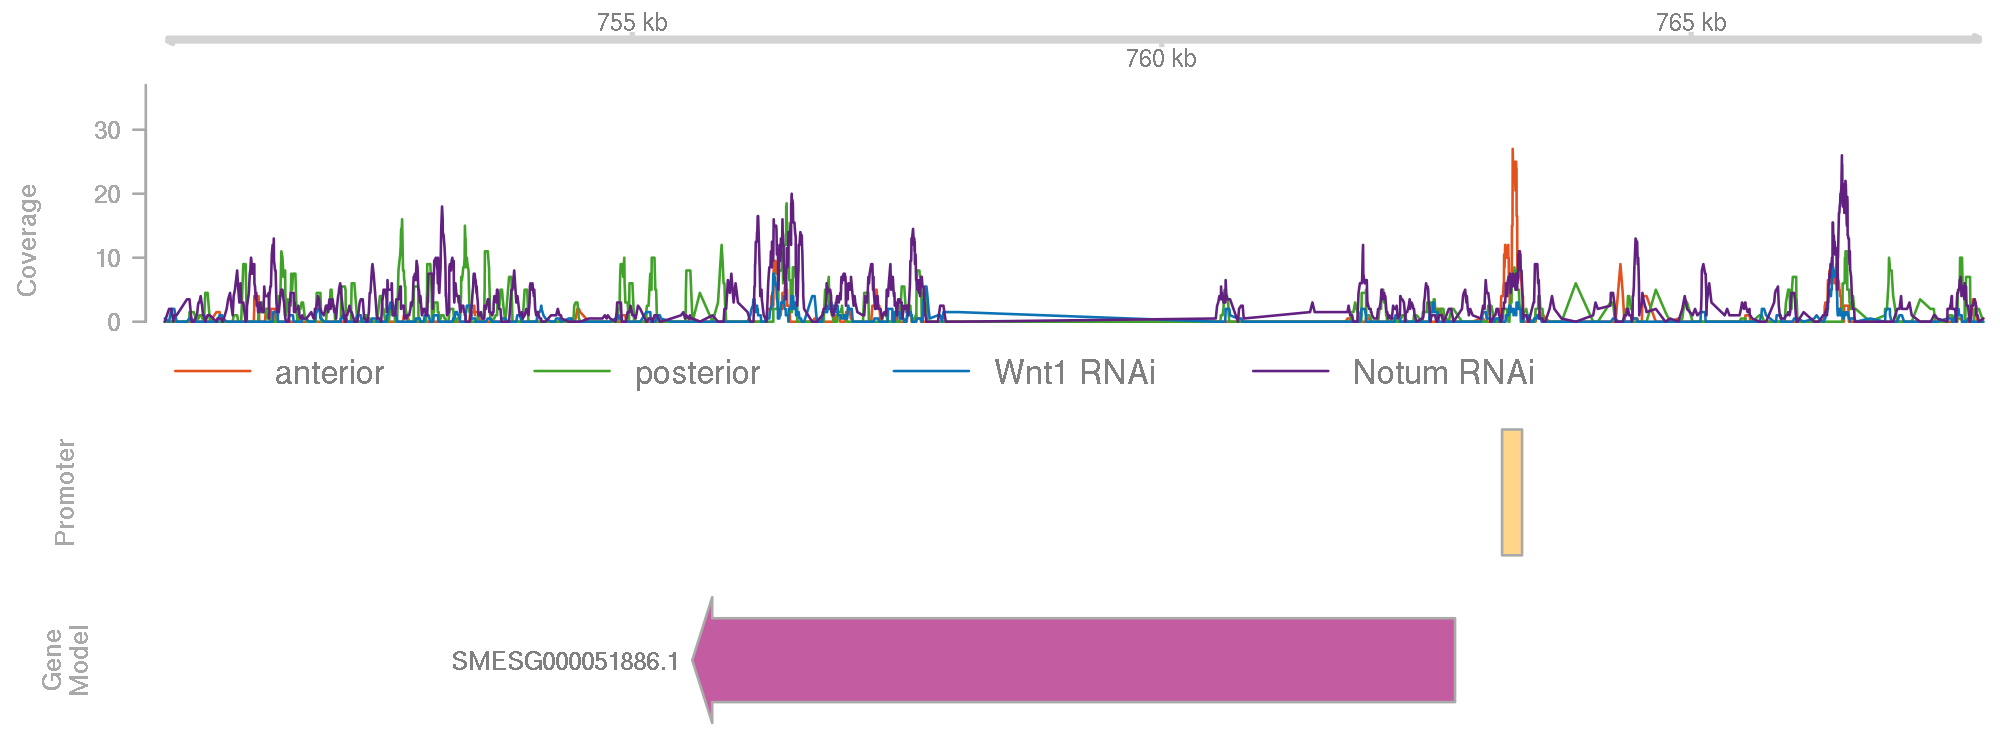 755 kb
765 kb
760 kb
Coverage
30
20
10
0
anterior posterior Wnt1 RNAi Notum RNAi
Promoter
Gene
Model
SMESG000051886.1